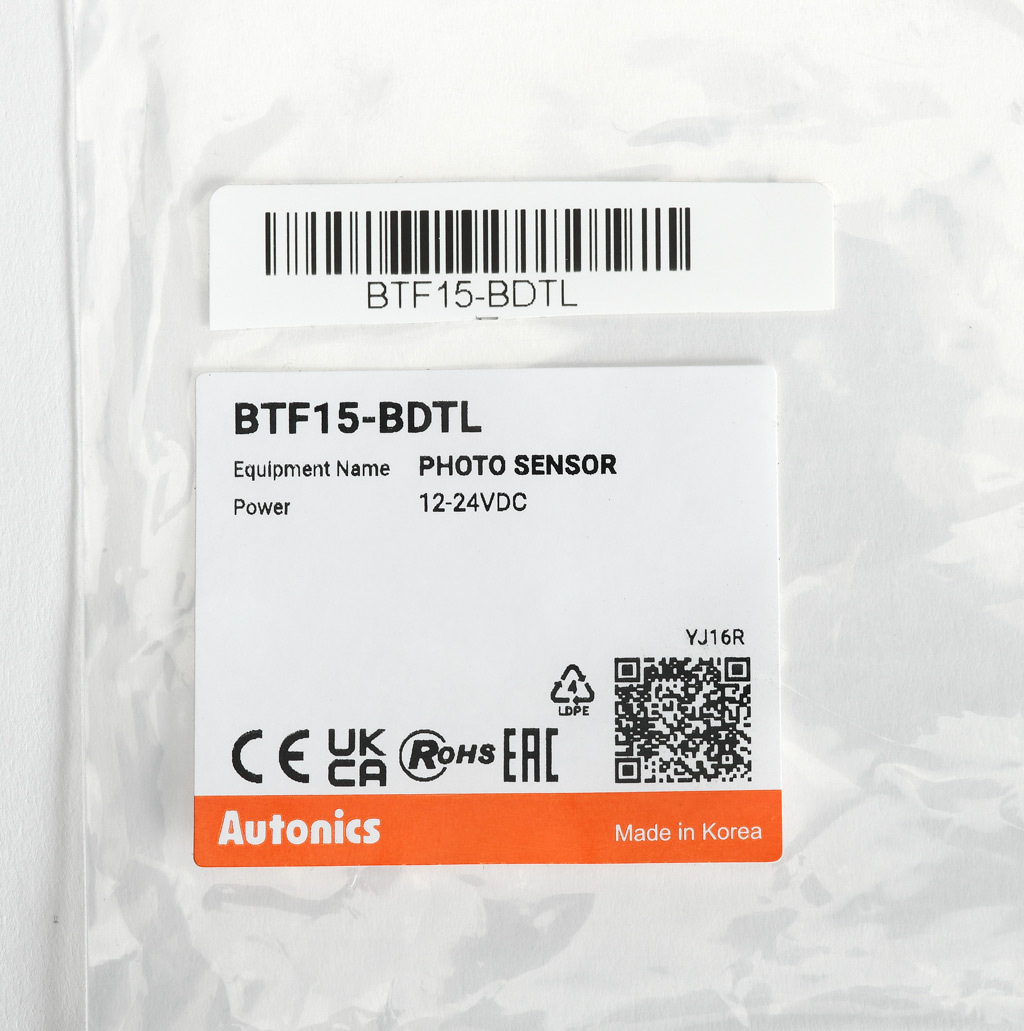 BTF15-BDTL
BTF15-BDTL
Equipment Name PHOTO SENSOR
Power 12-24VDC
YJ16R
4
LDPE
CE UK CA RoHS EAC
Autonics
Made in Korea